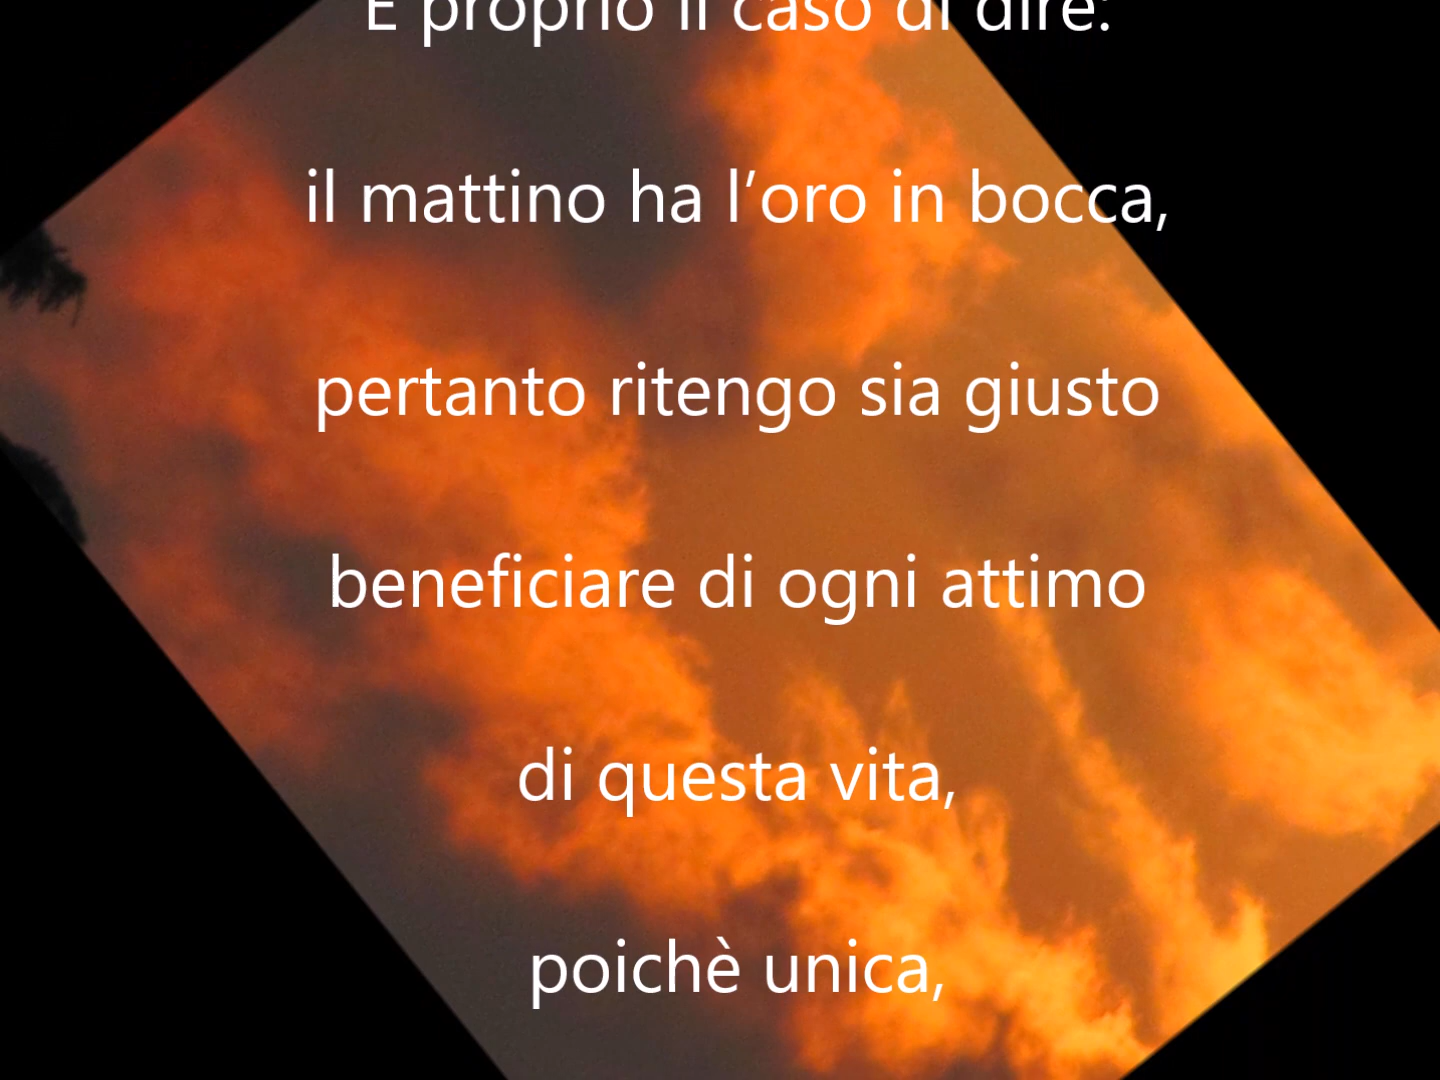 È proprio il caso di dire:
il mattino ha l’oro in bocca,
pertanto ritengo sia giusto
beneficiare di ogni attimo
di questa vita,
poichè unica,